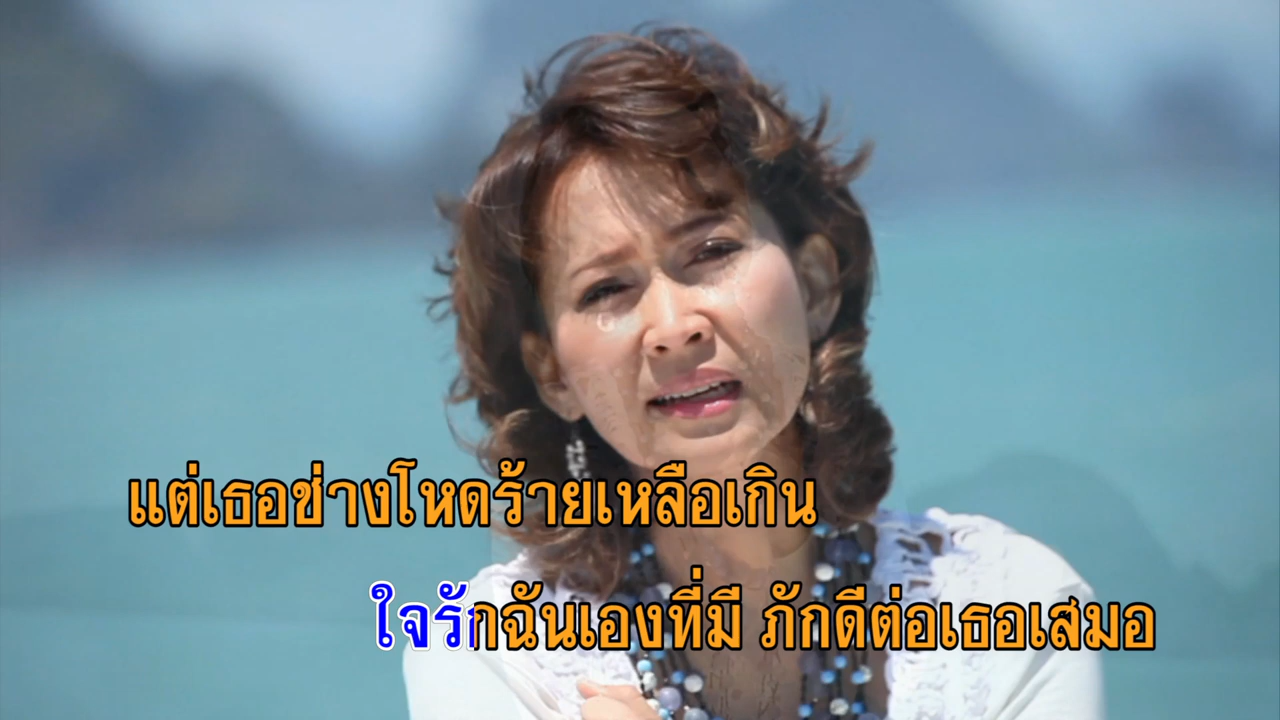 แต่เธอช่างโหดร้ายเหลือเกิน
ใจรักฉันเองที่มี ภักดีต่อเธอเสมอ